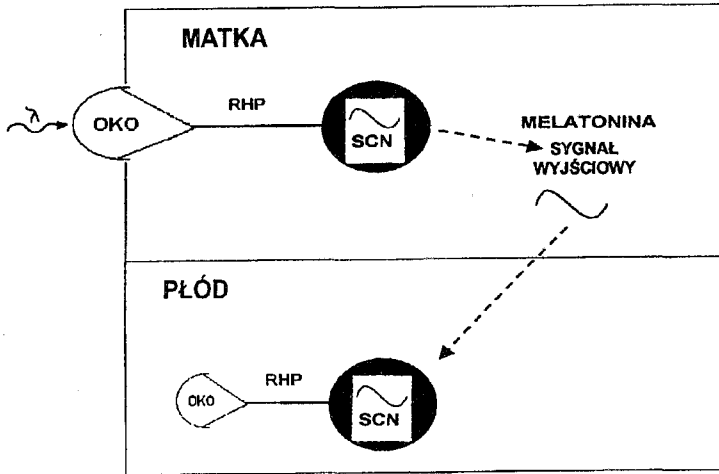 MATKA
λ
OKO
RHP
SCN
MELATONINA
SYGNAŁ
WYJŚCIOWY
PŁÓD
OKO
RHP
SCN